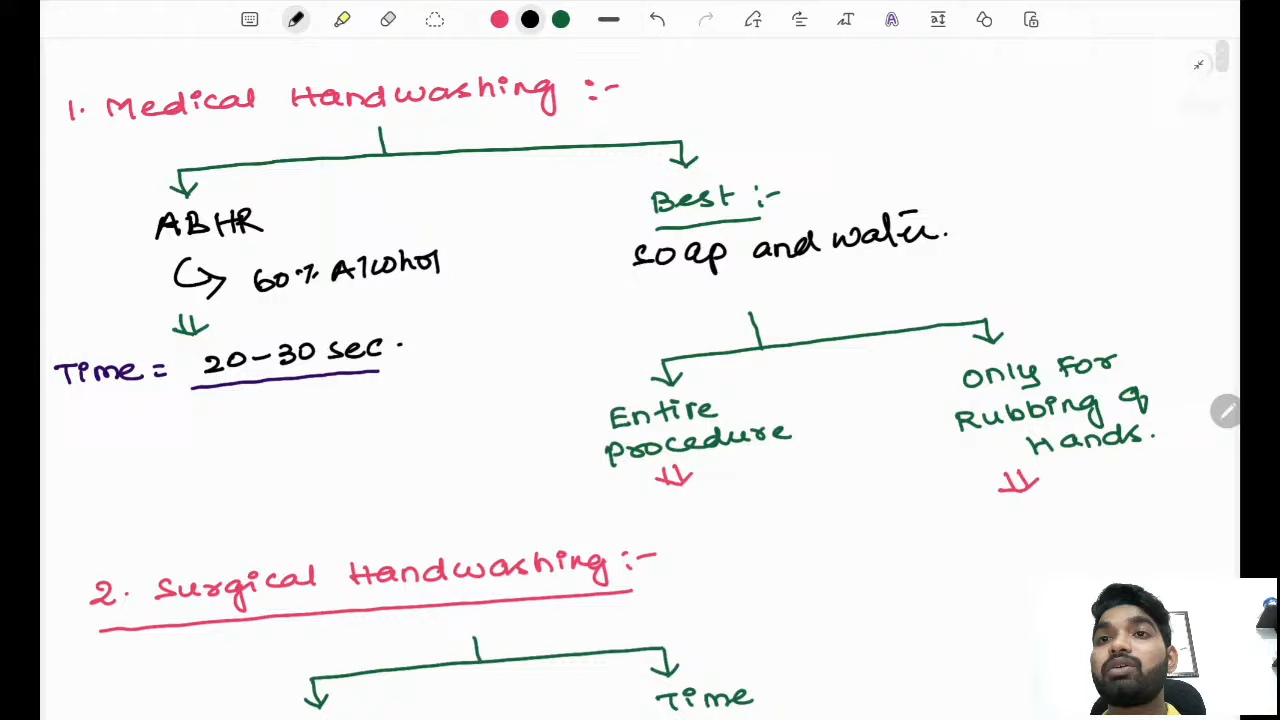 1. Medical Handwashing :-
ABHR
60% Alcohol
Time = 20-30 sec.
Best :-
soap and water.
Entire
procedure
only for
Rubbing of
Hands.
2. Surgical Handwashing :-
Time